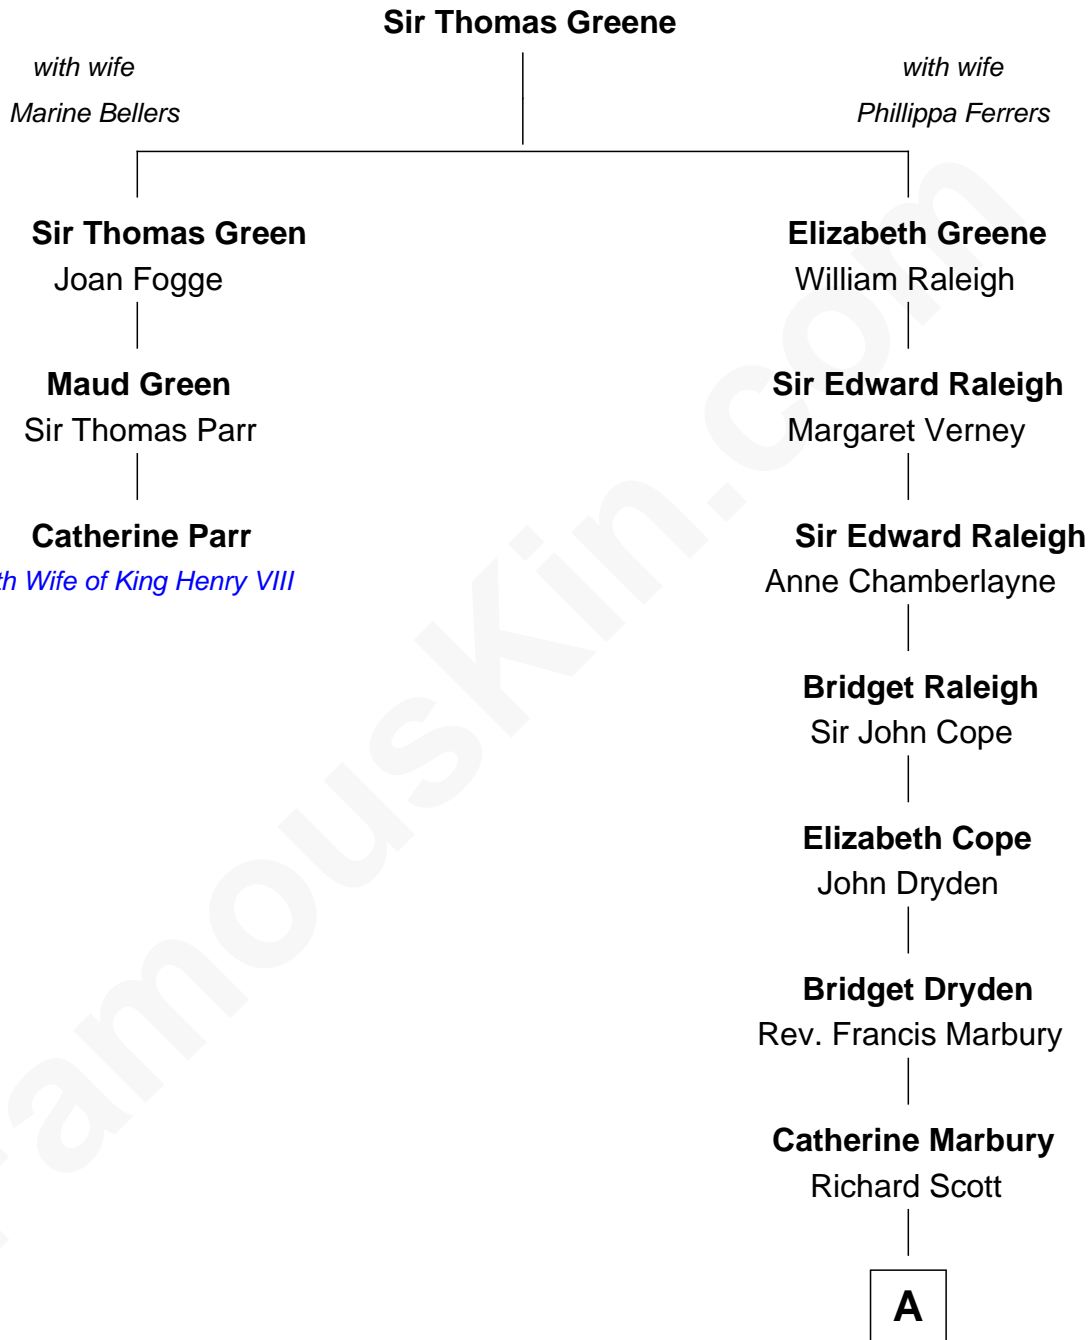 Sir Thomas Greene
with wife
Marine Bellers
with wife
Phillippa Ferrers
Sir Thomas Green
Joan Fogge
Elizabeth Greene
William Raleigh
Maud Green
Sir Thomas Parr
Sir Edward Raleigh
Margaret Verney
Catherine Parr
th Wife of King Henry VIII
Sir Edward Raleigh
Anne Chamberlayne
Bridget Raleigh
Sir John Cope
Elizabeth Cope
John Dryden
Bridget Dryden
Rev. Francis Marbury
Catherine Marbury
Richard Scott
A
FamousKin.com